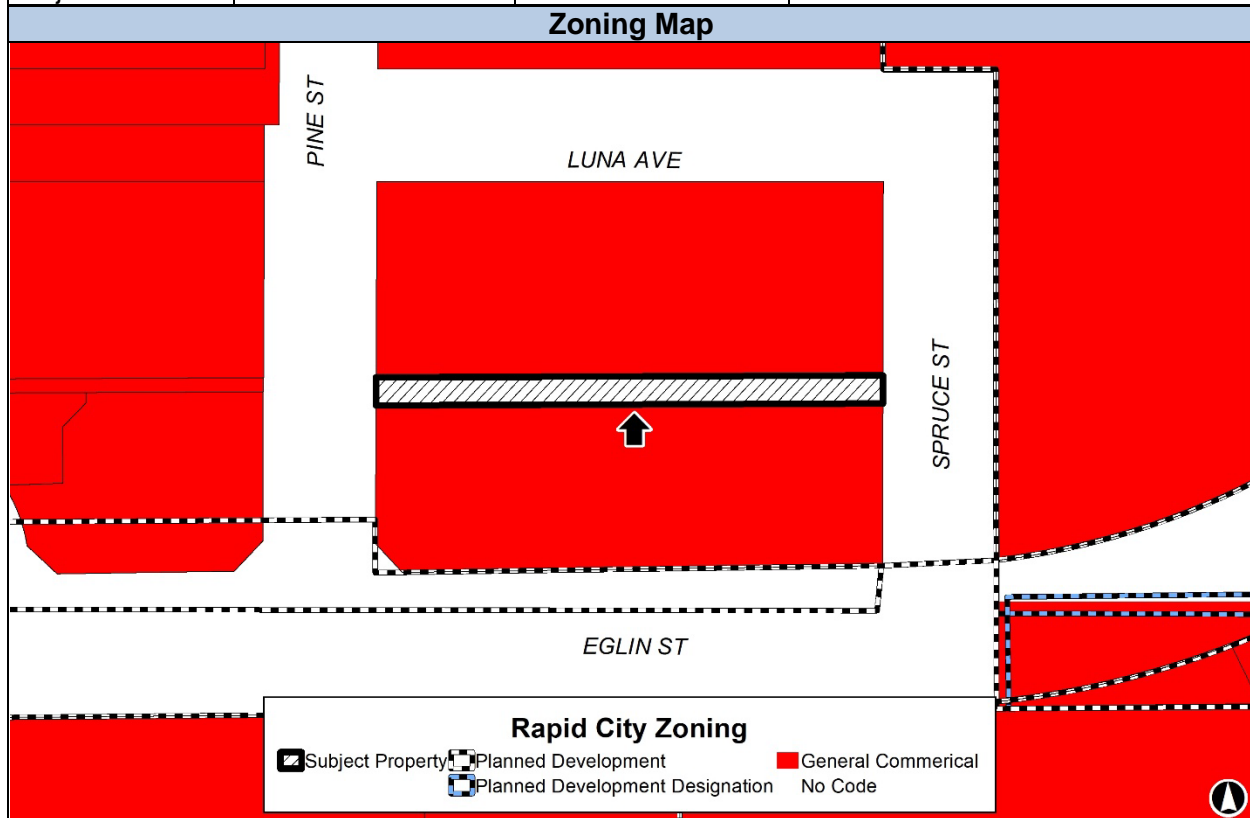 Zoning Map
PINE ST
LUNA AVE
SPRUCE ST
EGLIN ST
Rapid City Zoning
Subject Property Planned Development General Commerical
Planned Development Designation No Code